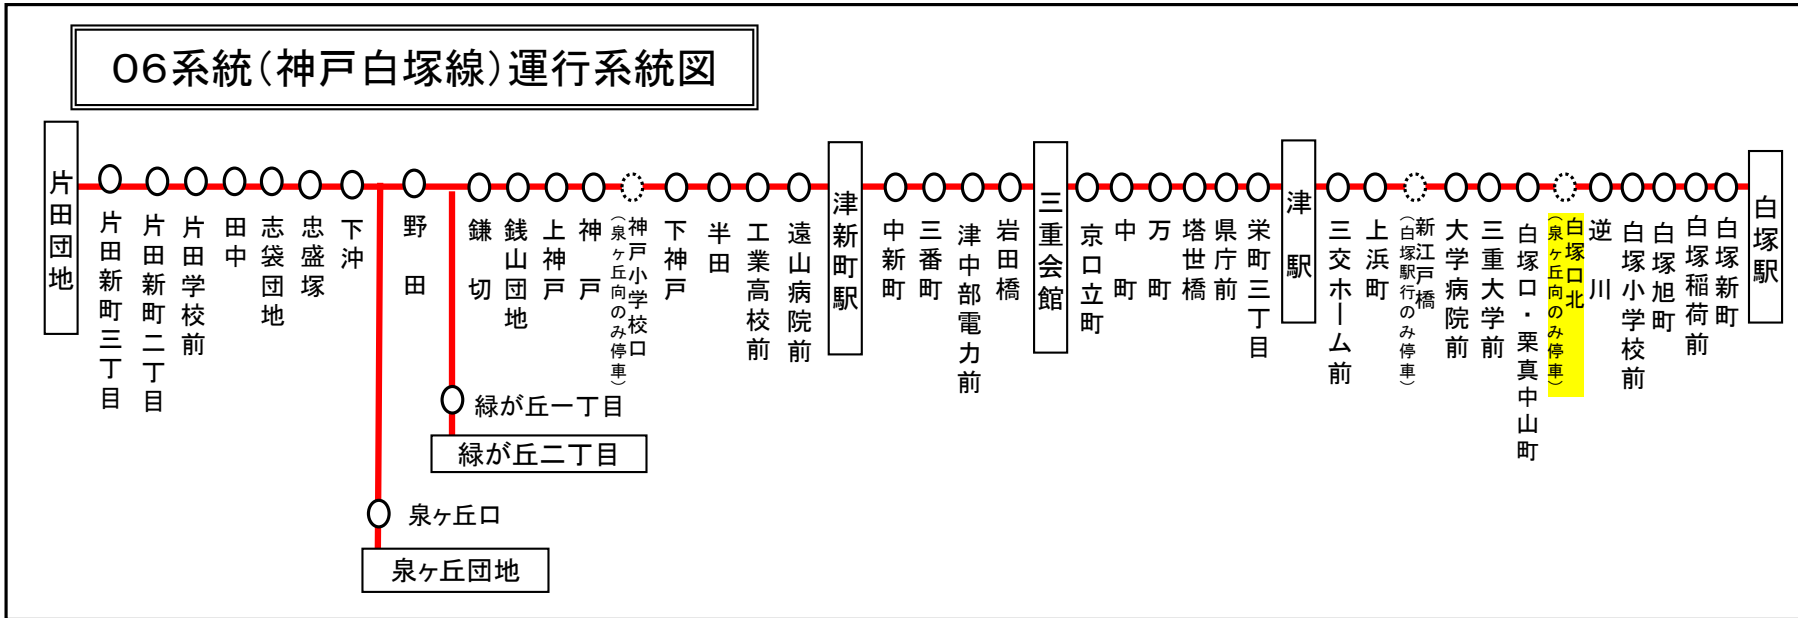 06系統(神戸白塚線)運行系統図
片田団地
片田新町三丁目
片田新町二丁目
片田学校前
田中
志袋団地
忠盛塚
下沖
野田
鎌切
銭山団地
上神戸
神戸
神戸小学校口
(泉ヶ丘向のみ停車)
下神戸
半田
工業高校前
遠山病院前
津新町駅
中新町
三番町
津中部電力前
岩田橋
三重会館
京口立町
中町
万町
塔世橋
県庁前
栄町三丁目
津駅
三交ホーム前
上浜町
新江戸橋
(白塚駅行のみ停車)
大学病院前
三重大学前
白塚口・栗真中山町
白塚口北
(泉ヶ丘向のみ停車)
逆川
白塚小学校前
白塚旭町
白塚稲荷前
白塚新町
白塚駅
緑が丘一丁目
緑が丘二丁目
泉ヶ丘口
泉ヶ丘団地